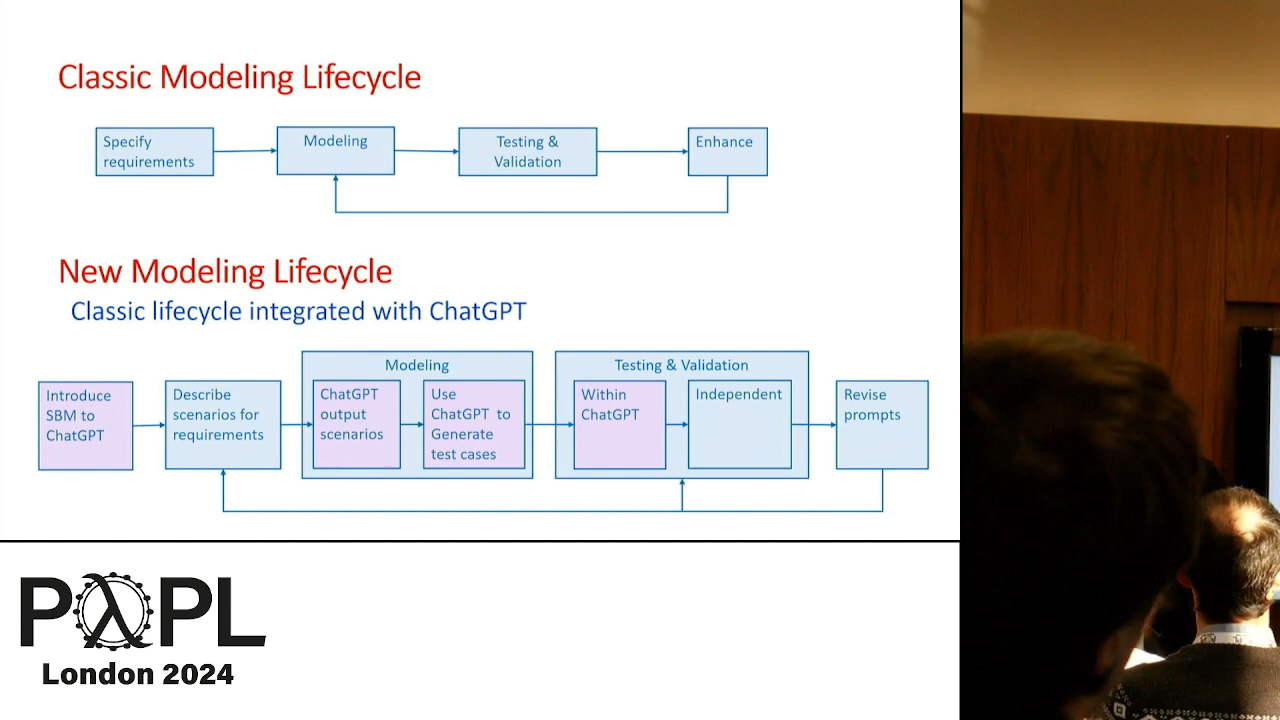 Classic Modeling Lifecycle
Specify
requirements
Modeling
Testing &
Validation
Enhance
New Modeling Lifecycle
Classic lifecycle integrated with ChatGPT
Introduce
SBM to
ChatGPT
Describe
scenarios for
requirements
Modeling
ChatGPT
output
scenarios
Use
ChatGPT to
Generate
test cases
Testing & Validation
Within
ChatGPT
Independent
Revise
prompts
PλPL
London 2024